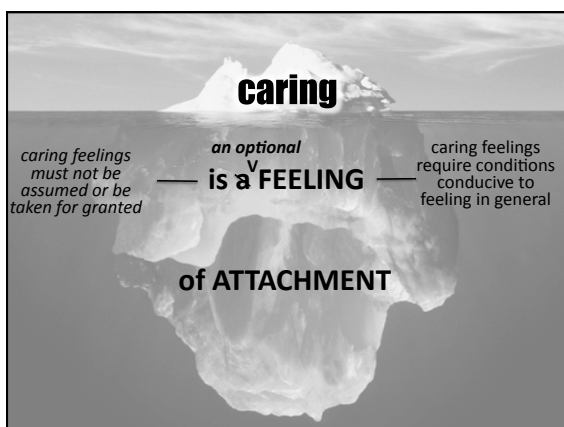 caring
an optional
V
is a FEELING
caring feelings
must not be
assumed or be
taken for granted
caring feelings
require conditions
conducive to
feeling in general
of ATTACHMENT